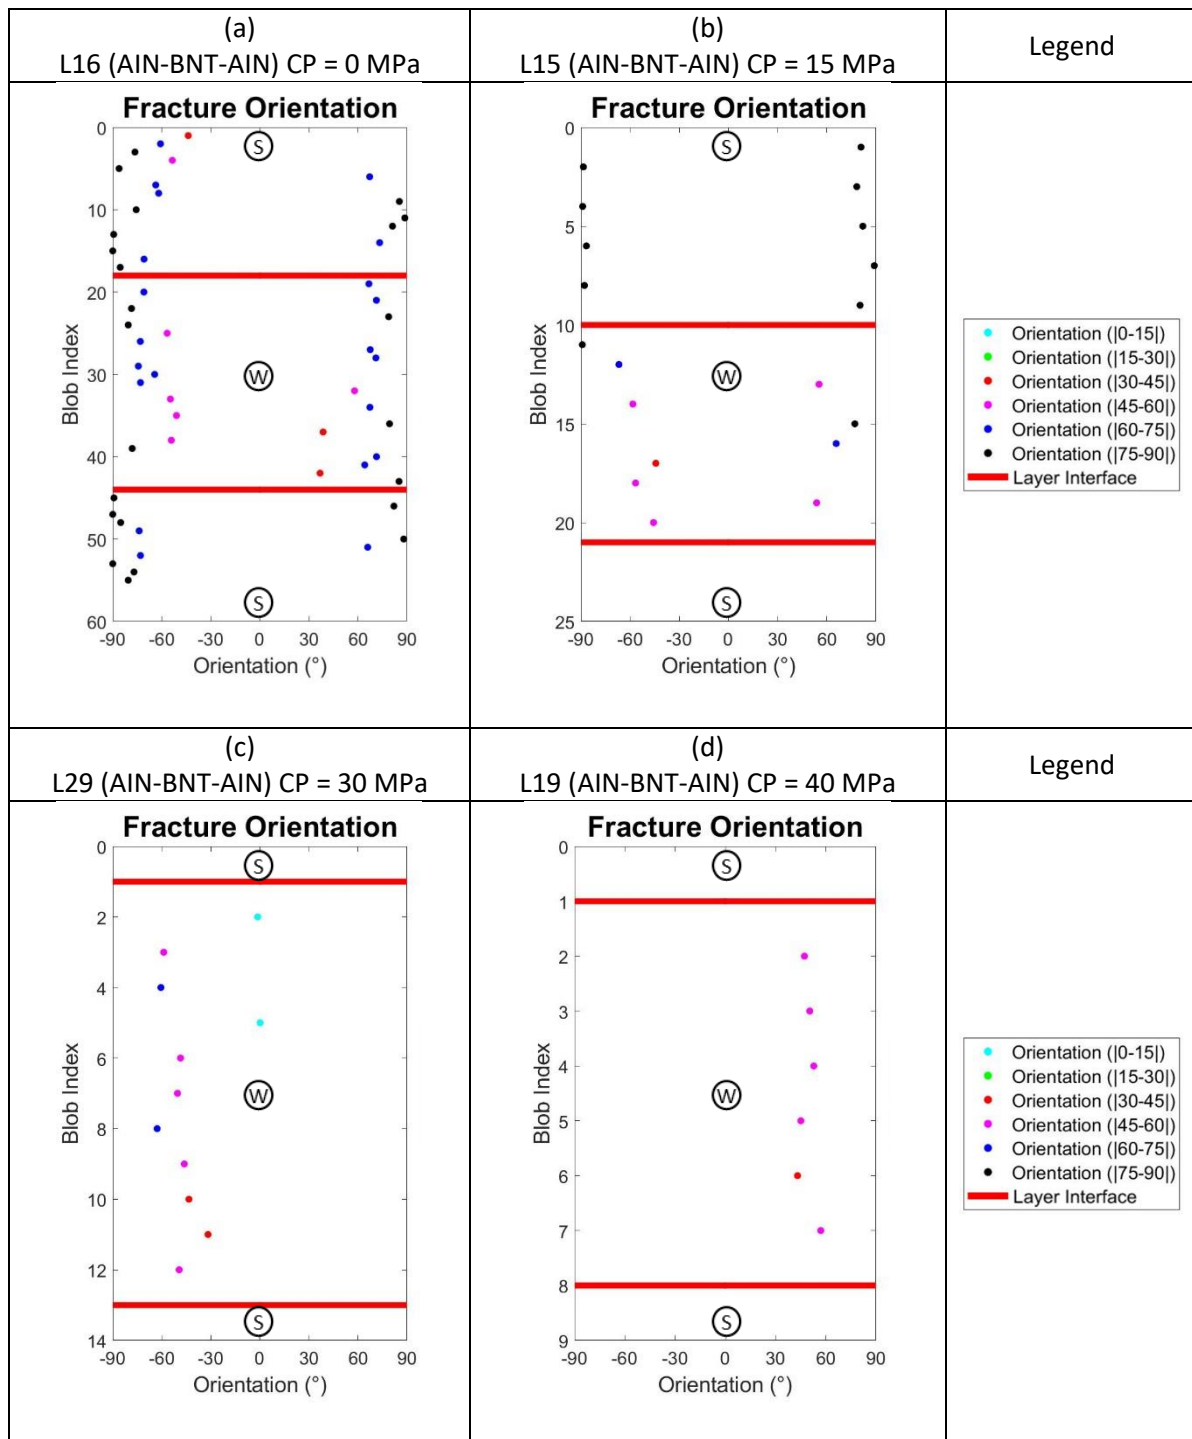 (a)
L16 (AIN-BNT-AIN) CP = 0 MPa
(b)
L15 (AIN-BNT-AIN) CP = 15 MPa
Legend
Fracture Orientation
0
10
20
30
40
50
60
Blob Index
S
W
S
-90 -60 -30 0 30 60 90
Orientation (°)
Fracture Orientation
0
5
10
15
20
25
Blob Index
S
W
S
-90 -60 -30 0 30 60 90
Orientation (°)
Orientation (|0-15|)
Orientation (|15-30|)
Orientation (|30-45|)
Orientation (|45-60|)
Orientation (|60-75|)
Orientation (|75-90|)
Layer Interface
(c)
L29 (AIN-BNT-AIN) CP = 30 MPa
(d)
L19 (AIN-BNT-AIN) CP = 40 MPa
Legend
Fracture Orientation
0
2
4
6
8
10
12
14
Blob Index
S
W
S
-90 -60 -30 0 30 60 90
Orientation (°)
Fracture Orientation
0
1
2
3
4
5
6
7
8
9
Blob Index
S
W
S
-90 -60 -30 0 30 60 90
Orientation (°)
Orientation (|0-15|)
Orientation (|15-30|)
Orientation (|30-45|)
Orientation (|45-60|)
Orientation (|60-75|)
Orientation (|75-90|)
Layer Interface